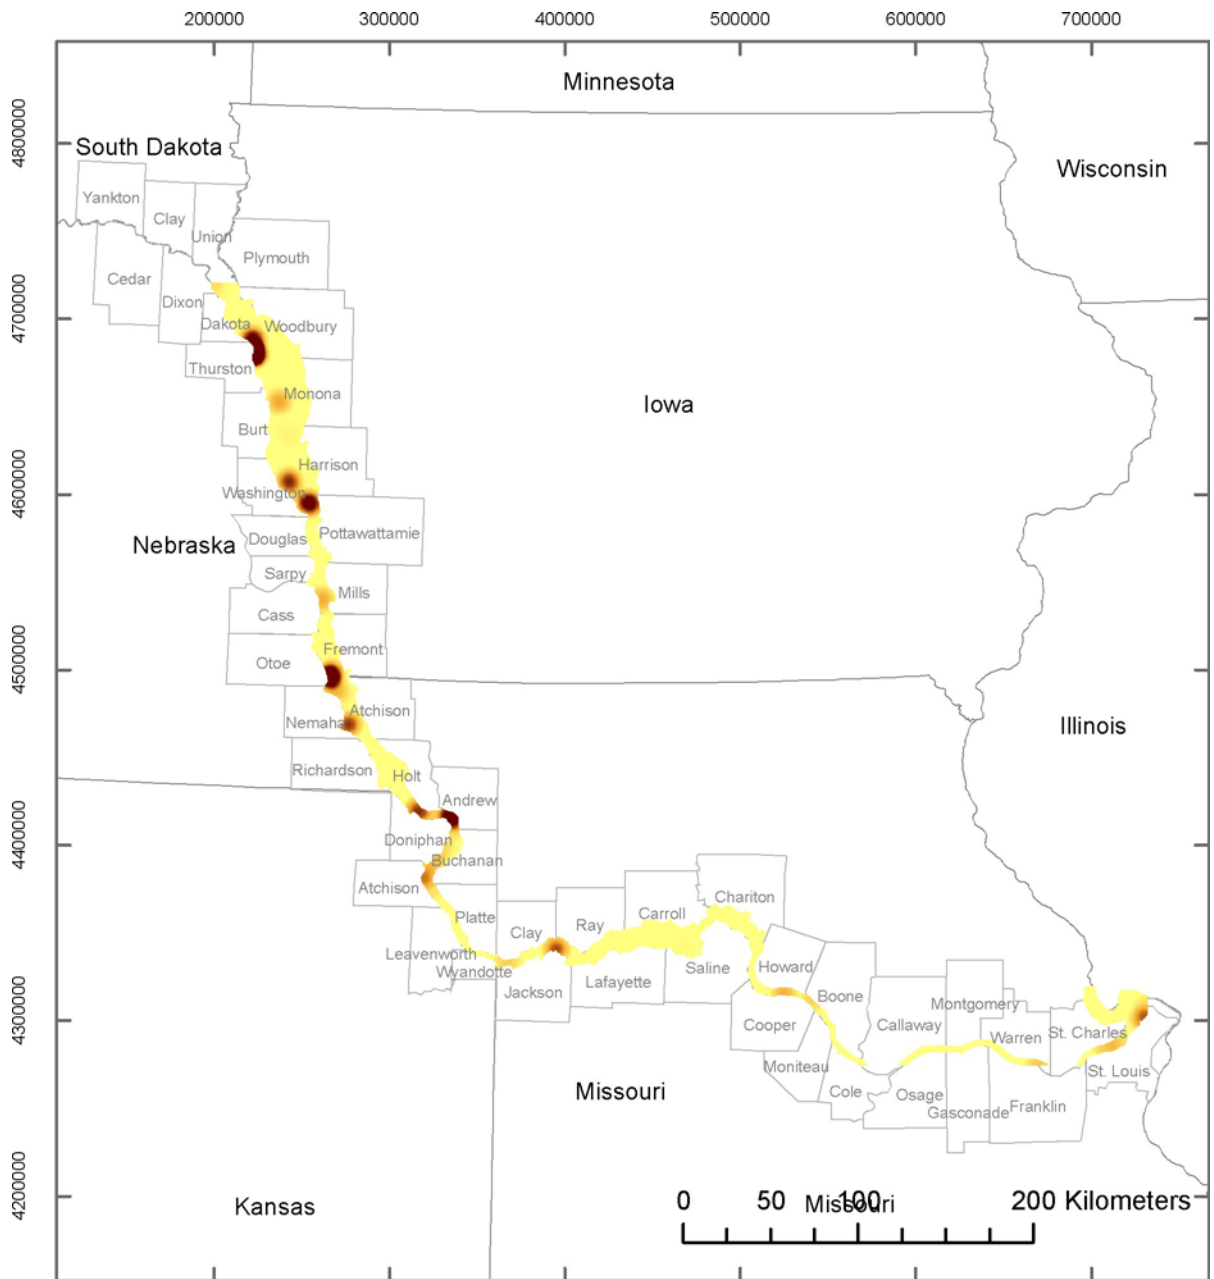 200000 300000 400000 500000 600000 700000
Minnesota
4800000
South Dakota
Wisconsin
Yankton
Clay
Union
Plymouth
Cedar
Dixon
4700000
Dakota
Woodbury
Thurston
Monona
Iowa
Burt
Harrison
4600000
Washington
Pottawattamie
Douglas
Nebraska
Sarpy
Mills
Cass
Fremont
Otoe
4500000
Atchison
Nemaha
Illinois
Richardson
Holt
Andrew
4400000
Doniphan
Buchanan
Atchison
Chariton
Platte
Carroll
Ray
Clay
Leavenworth
Wyandotte
Saline
Howard
Lafayette
Jackson
Boone
Montgomery
4300000
Cooper
Callaway
Warren
St. Charles
Moniteau
St. Louis
Missouri
Cole
Osage
Gasconade
Franklin
4200000
Kansas
0 50 100 200 Kilometers
Missouri